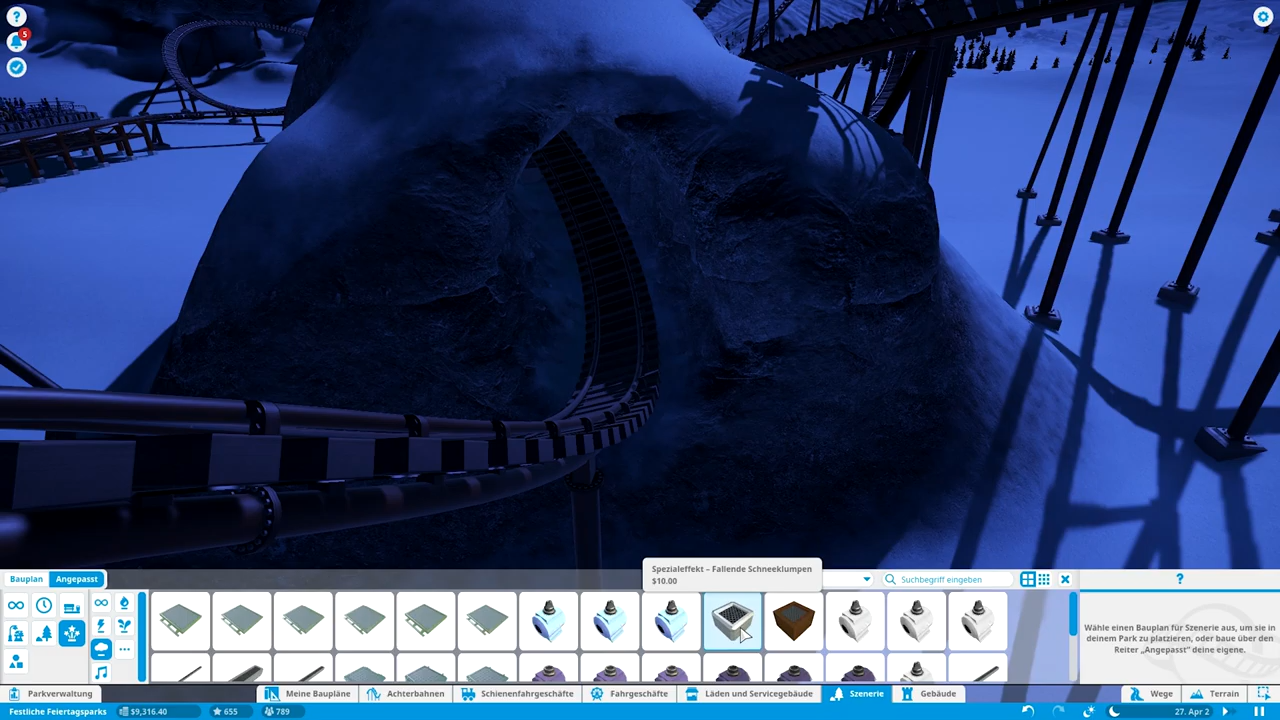 5
Spezialeffekt – Fallende Schneeklumpen
$10.00
Bauplan
Angepasst
Suchbegriff eingeben
Wähle einen Bauplan für Szenerie aus, um sie in
deinem Park zu platzieren, oder baue über den
Reiter „Angepasst“ deine eigene.
Parkverwaltung
Meine Baupläne
Achterbahnen
Schienenfahrgeschäfte
Fahrgeschäfte
Läden und Servicegebäude
Szenerie
Gebäude
Wege
Terrain
Festliche Feiertagsparks
$9,316.40
655
789
27. Apr 2